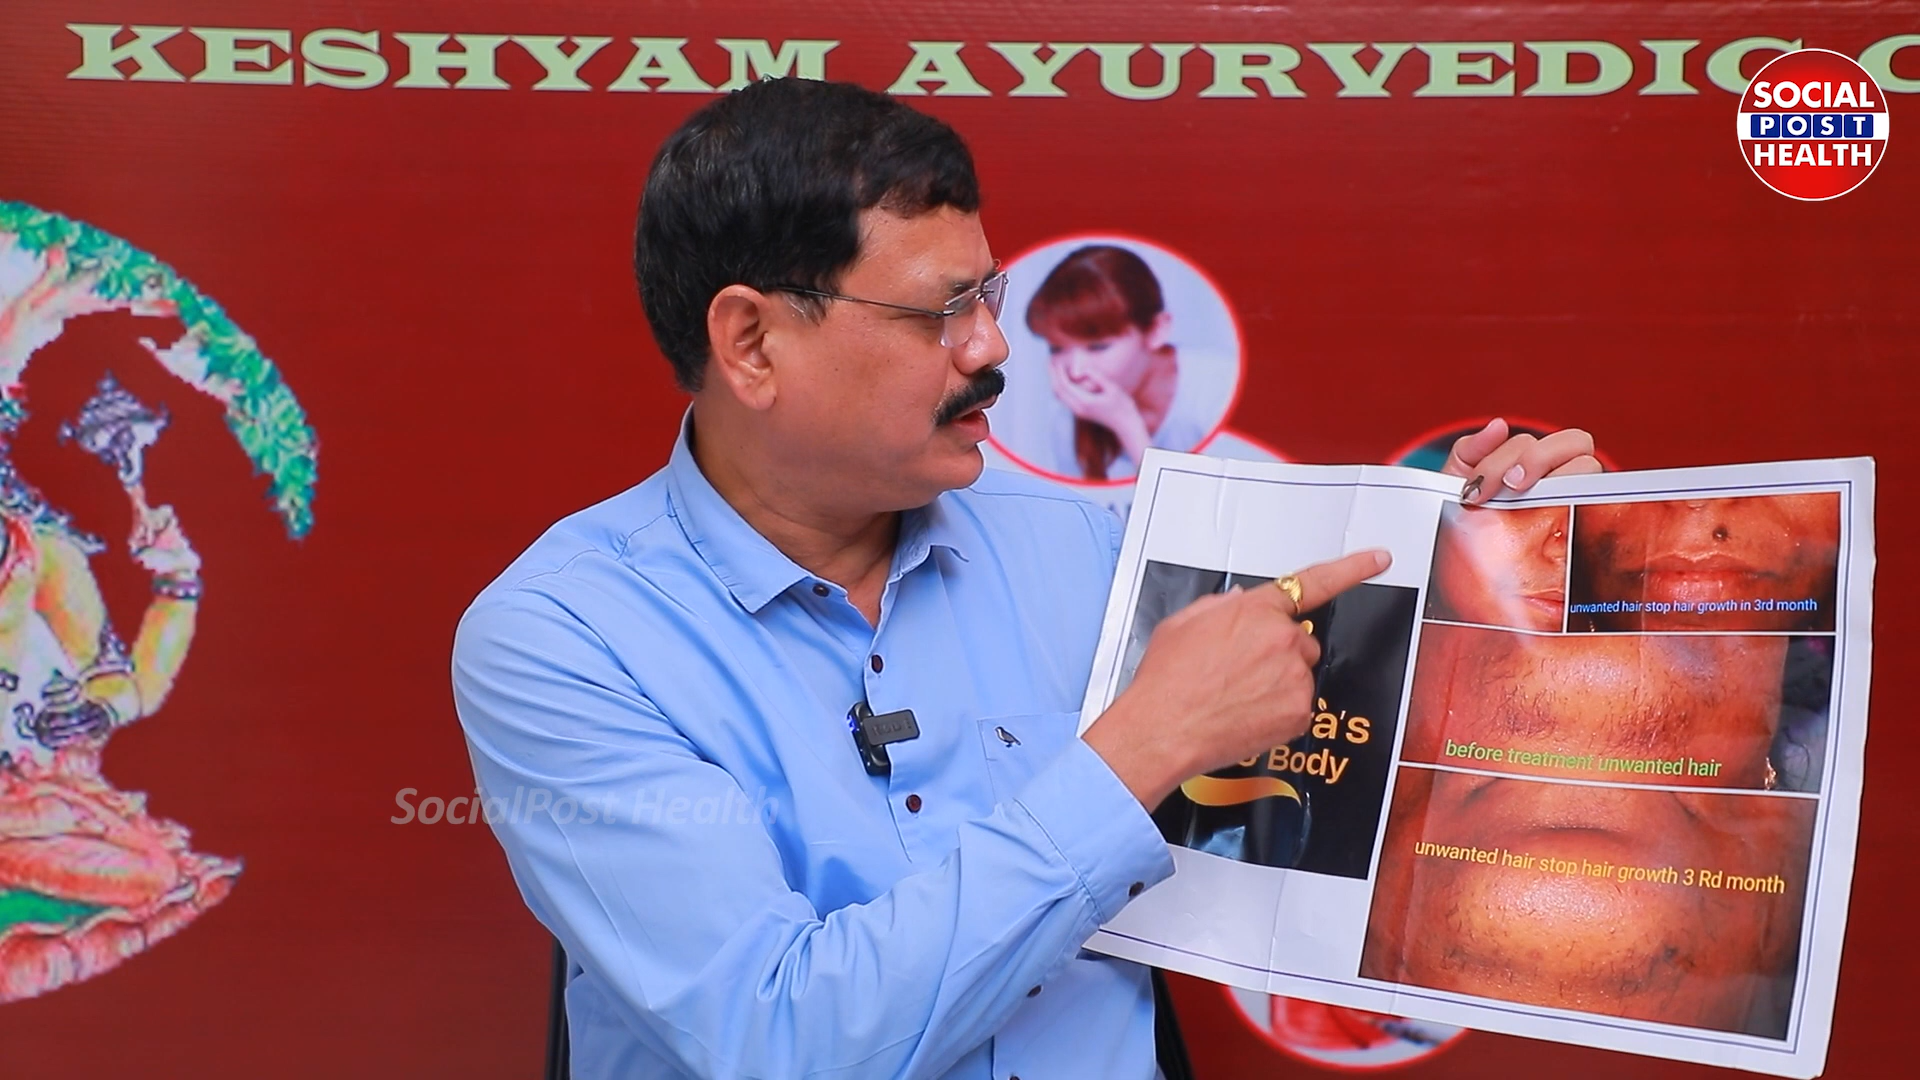 KESHYAM AYURVEDIC
SOCIAL
POST
HEALTH
unwanted hair stop hair growth in 3rd month
before treatment unwanted hair
Body
unwanted hair stop hair growth 3 Rd month
SocialPost Health